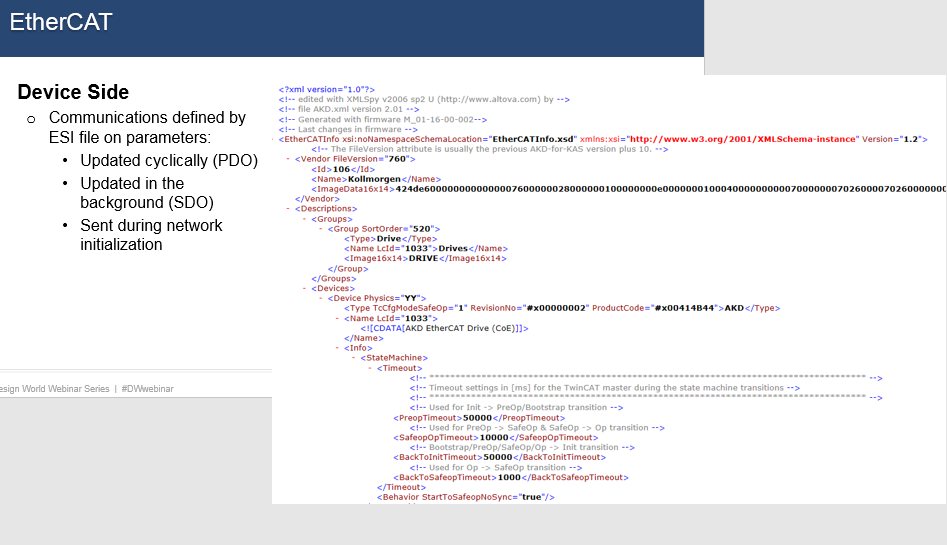 EtherCAT
Device Side
o Communications defined by
ESI file on parameters:
• Updated cyclically (PDO)
• Updated in the
background (SDO)
• Sent during network
initialization
esign World Webinar Series | #DWwebinar
<?xml version="1.0"?>
<!-- edited with XMLSpy v2006 sp2 U (http://www.altova.com) by -->
<!-- file AKD.xml version 2.01 -->
<!-- Generated with firmware M_01-16-00-002-->
<!-- Last changes in firmware -->
- <EtherCATInfo xsi:noNamespaceSchemaLocation="EtherCATInfo.xsd" xmlns:xsi="http://www.w3.org/2001/XMLSchema-instance" Version="1.2">
<!-- The FileVersion attribute is usually the previous AKD-for-KAS version plus 10. -->
- <Vendor FileVersion="760">
<Id>106</Id>
<Name>Kollmorgen</Name>
<ImageData16x14>
</Vendor>
- <Descriptions>
- <Groups>
- <Group SortOrder="520">
<Type>Drive</Type>
<Name LcId="1033">Drives</Name>
<Image16x14>DRIVE</Image16x14>
</Group>
</Groups>
- <Devices>
- <Device Physics="YY">
<Type TcCfgModeSafeOp="1" RevisionNo="#x00000002" ProductCode="#x00414B44">AKD</Type>
- <Name LcId="1033">
<![CDATA[AKD EtherCAT Drive (CoE)]]>
</Name>
- <Info>
- <StateMachine>
- <Timeout>
<!-- ****************************************************************************** -->
<!-- Timeout settings in [ms] for the TwinCAT master during the state machine transitions -->
<!-- ****************************************************************************** -->
<!-- Used for Init -> PreOp/Bootstrap transition -->
<PreopTimeout>50000</PreopTimeout>
<!-- Used for PreOp -> SafeOp & SafeOp -> Op transition -->
<SafeopOpTimeout>10000</SafeopOpTimeout>
<!-- Bootstrap/PreOp/SafeOp/Op -> Init transition -->
<BackToInitTimeout>50000</BackToInitTimeout>
<!-- Used for Op -> SafeOp transition -->
<BackToSafeopTimeout>1000</BackToSafeopTimeout>
</Timeout>
<Behavior StartToSafeopNoSync="true"/>